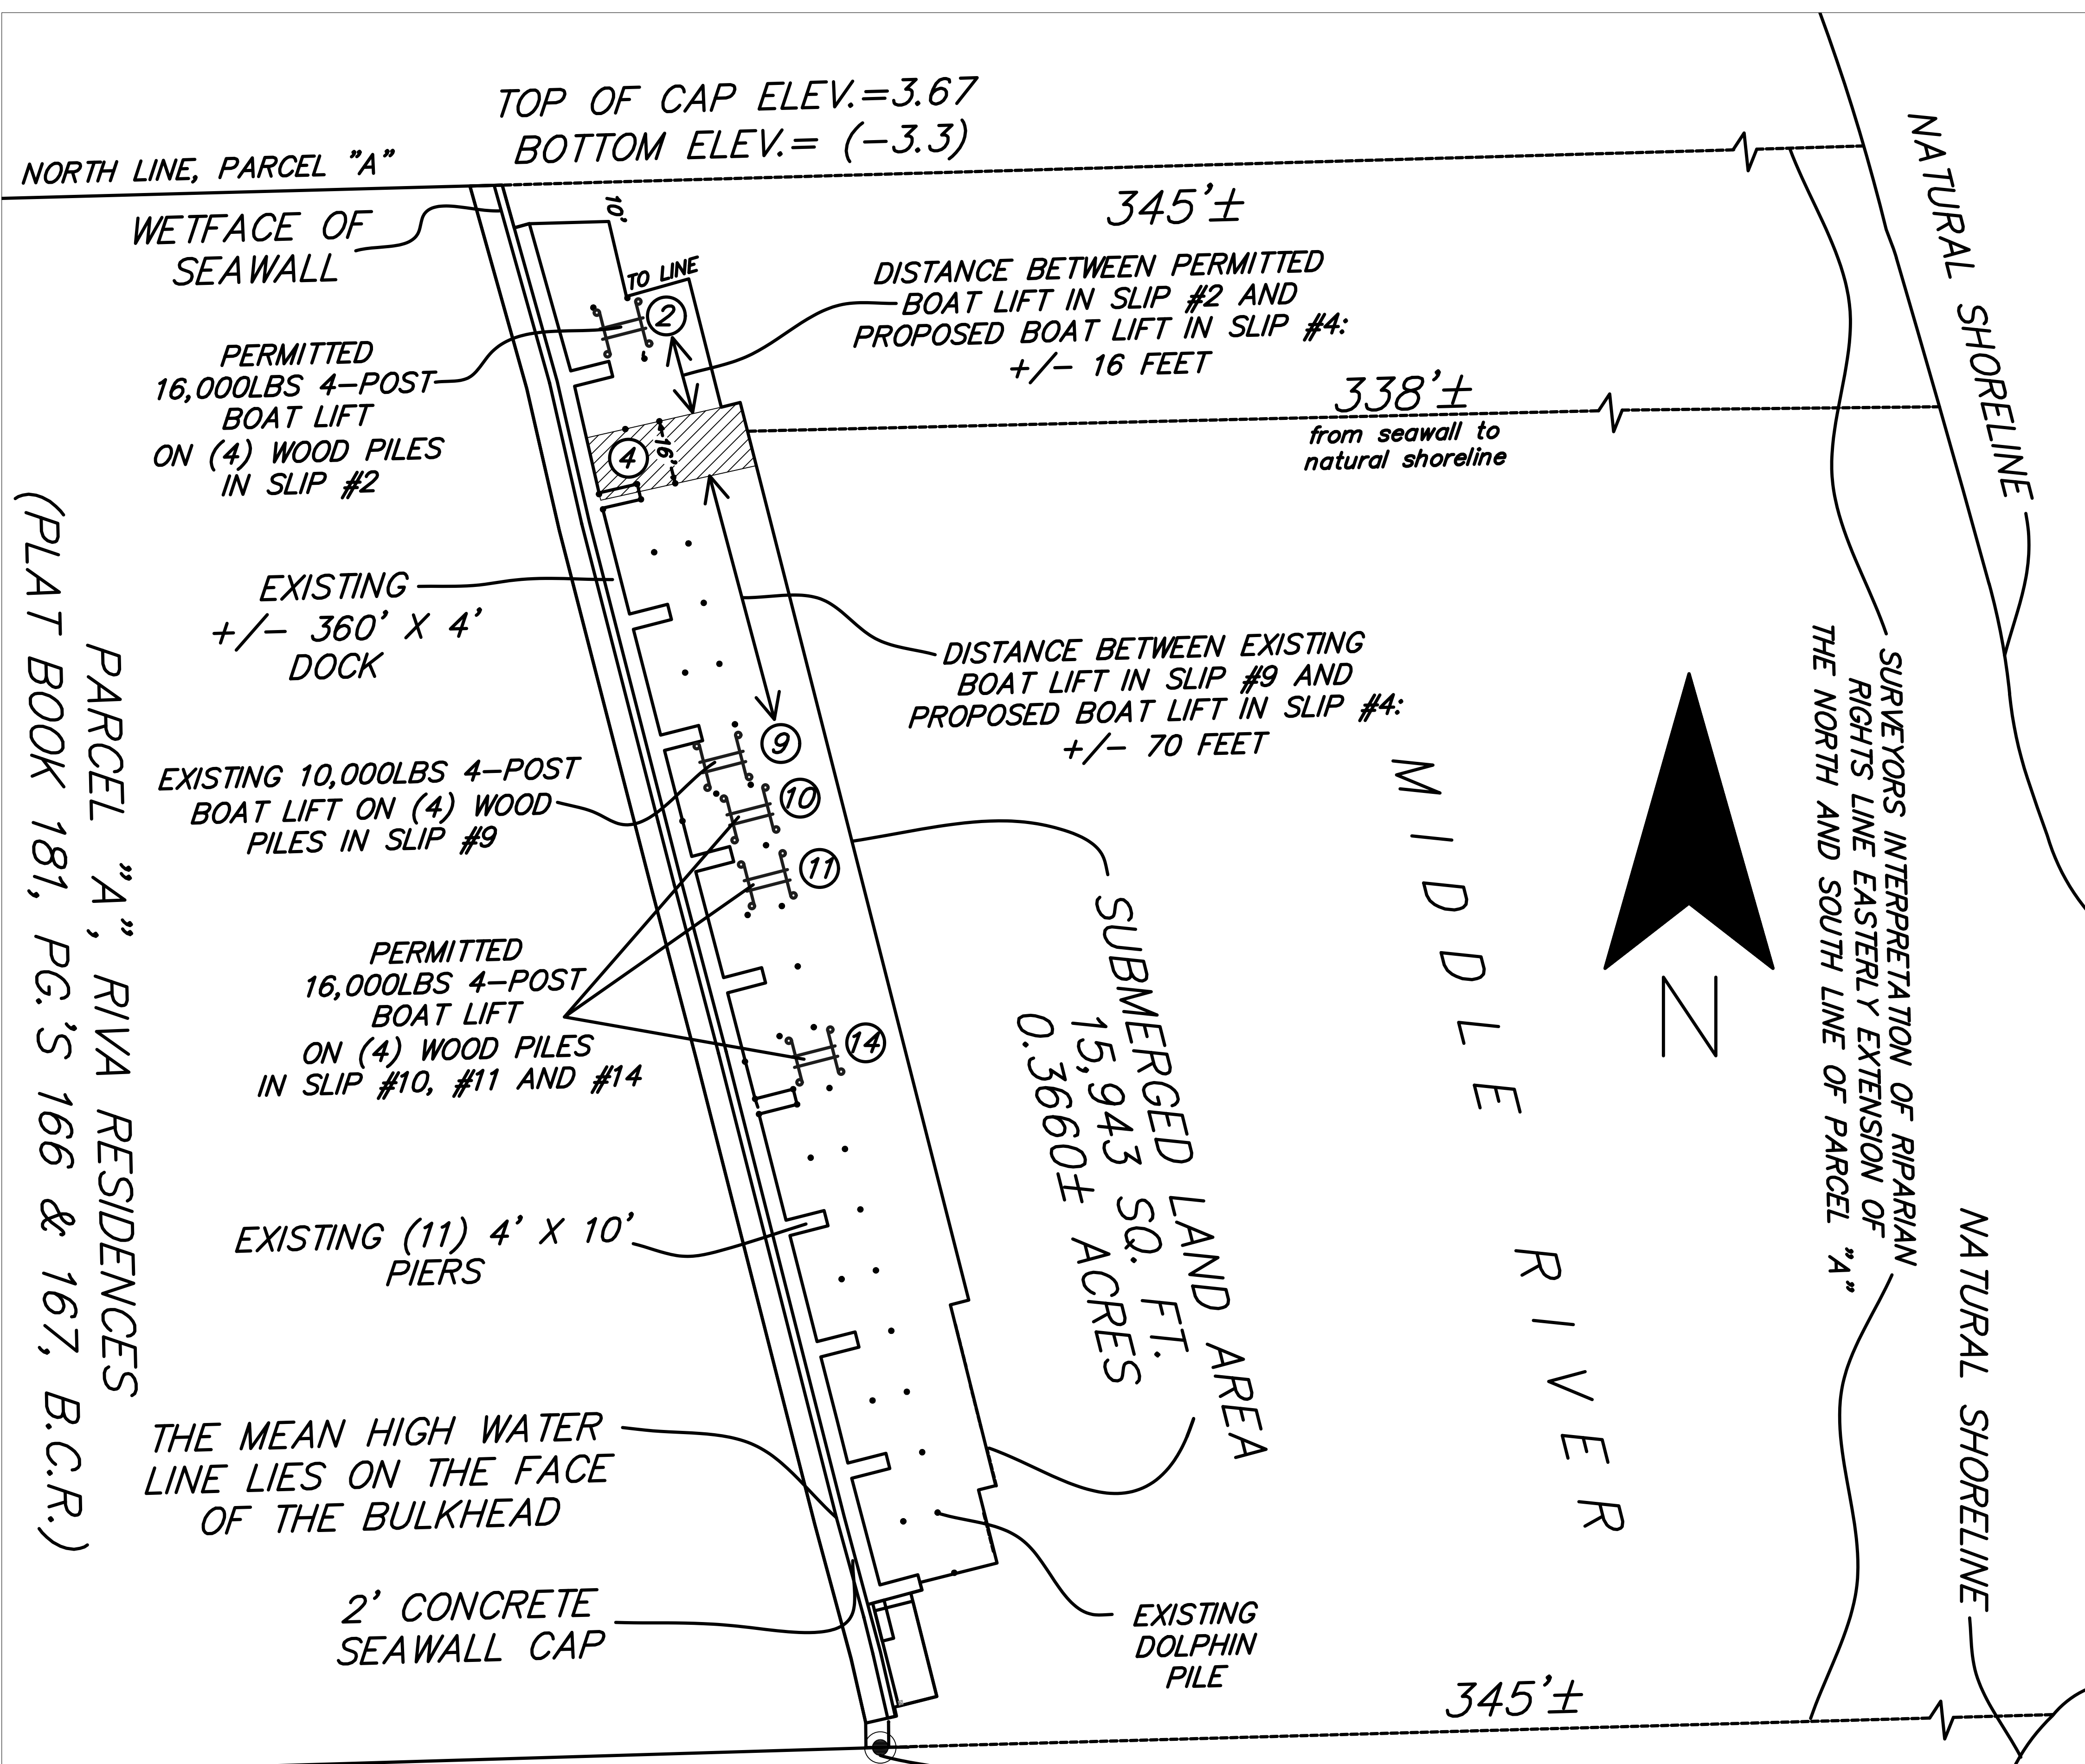 TOP OF CAP ELEV.=3.67
BOTTOM ELEV.= (-3.3)
NORTH LINE, PARCEL "A"
WETFACE OF
SEAWALL
10'
TO LINE
345'±
DISTANCE BETWEEN PERMITTED
BOAT LIFT IN SLIP #2 AND
PROPOSED BOAT LIFT IN SLIP #4:
+/- 16 FEET
2
PERMITTED
16,000LBS 4-POST
BOAT LIFT
ON (4) WOOD PILES
IN SLIP #2
338'±
from seawall to
natural shoreline
4
16'
NATURAL SHORELINE
EXISTING
+/- 360' X 4'
DOCK
DISTANCE BETWEEN EXISTING
BOAT LIFT IN SLIP #9 AND
PROPOSED BOAT LIFT IN SLIP #4:
+/- 70 FEET
9
10
11
14
EXISTING 10,000LBS 4-POST
BOAT LIFT ON (4) WOOD
PILES IN SLIP #9
PERMITTED
16,000LBS 4-POST
BOAT LIFT
ON (4) WOOD PILES
IN SLIP #10, #11 AND #14
PARCEL "A", RIVA RESIDENCES
(PLAT BOOK 181, PG.'S 166 & 167, B.C.R.)
SUBMERGED LAND AREA
15,943 SQ. FT.
0.3660± ACRES
MIDDLE RIVER
N
SURVEYORS INTERPRETATION OF RIPARIAN
RIGHTS LINE EASTERLY EXTENSION OF
THE NORTH AND SOUTH LINE OF PARCEL "A"
NATURAL SHORELINE
EXISTING (11) 4' X 10'
PIERS
THE MEAN HIGH WATER
LINE LIES ON THE FACE
OF THE BULKHEAD
2' CONCRETE
SEAWALL CAP
EXISTING
DOLPHIN
PILE
345'±